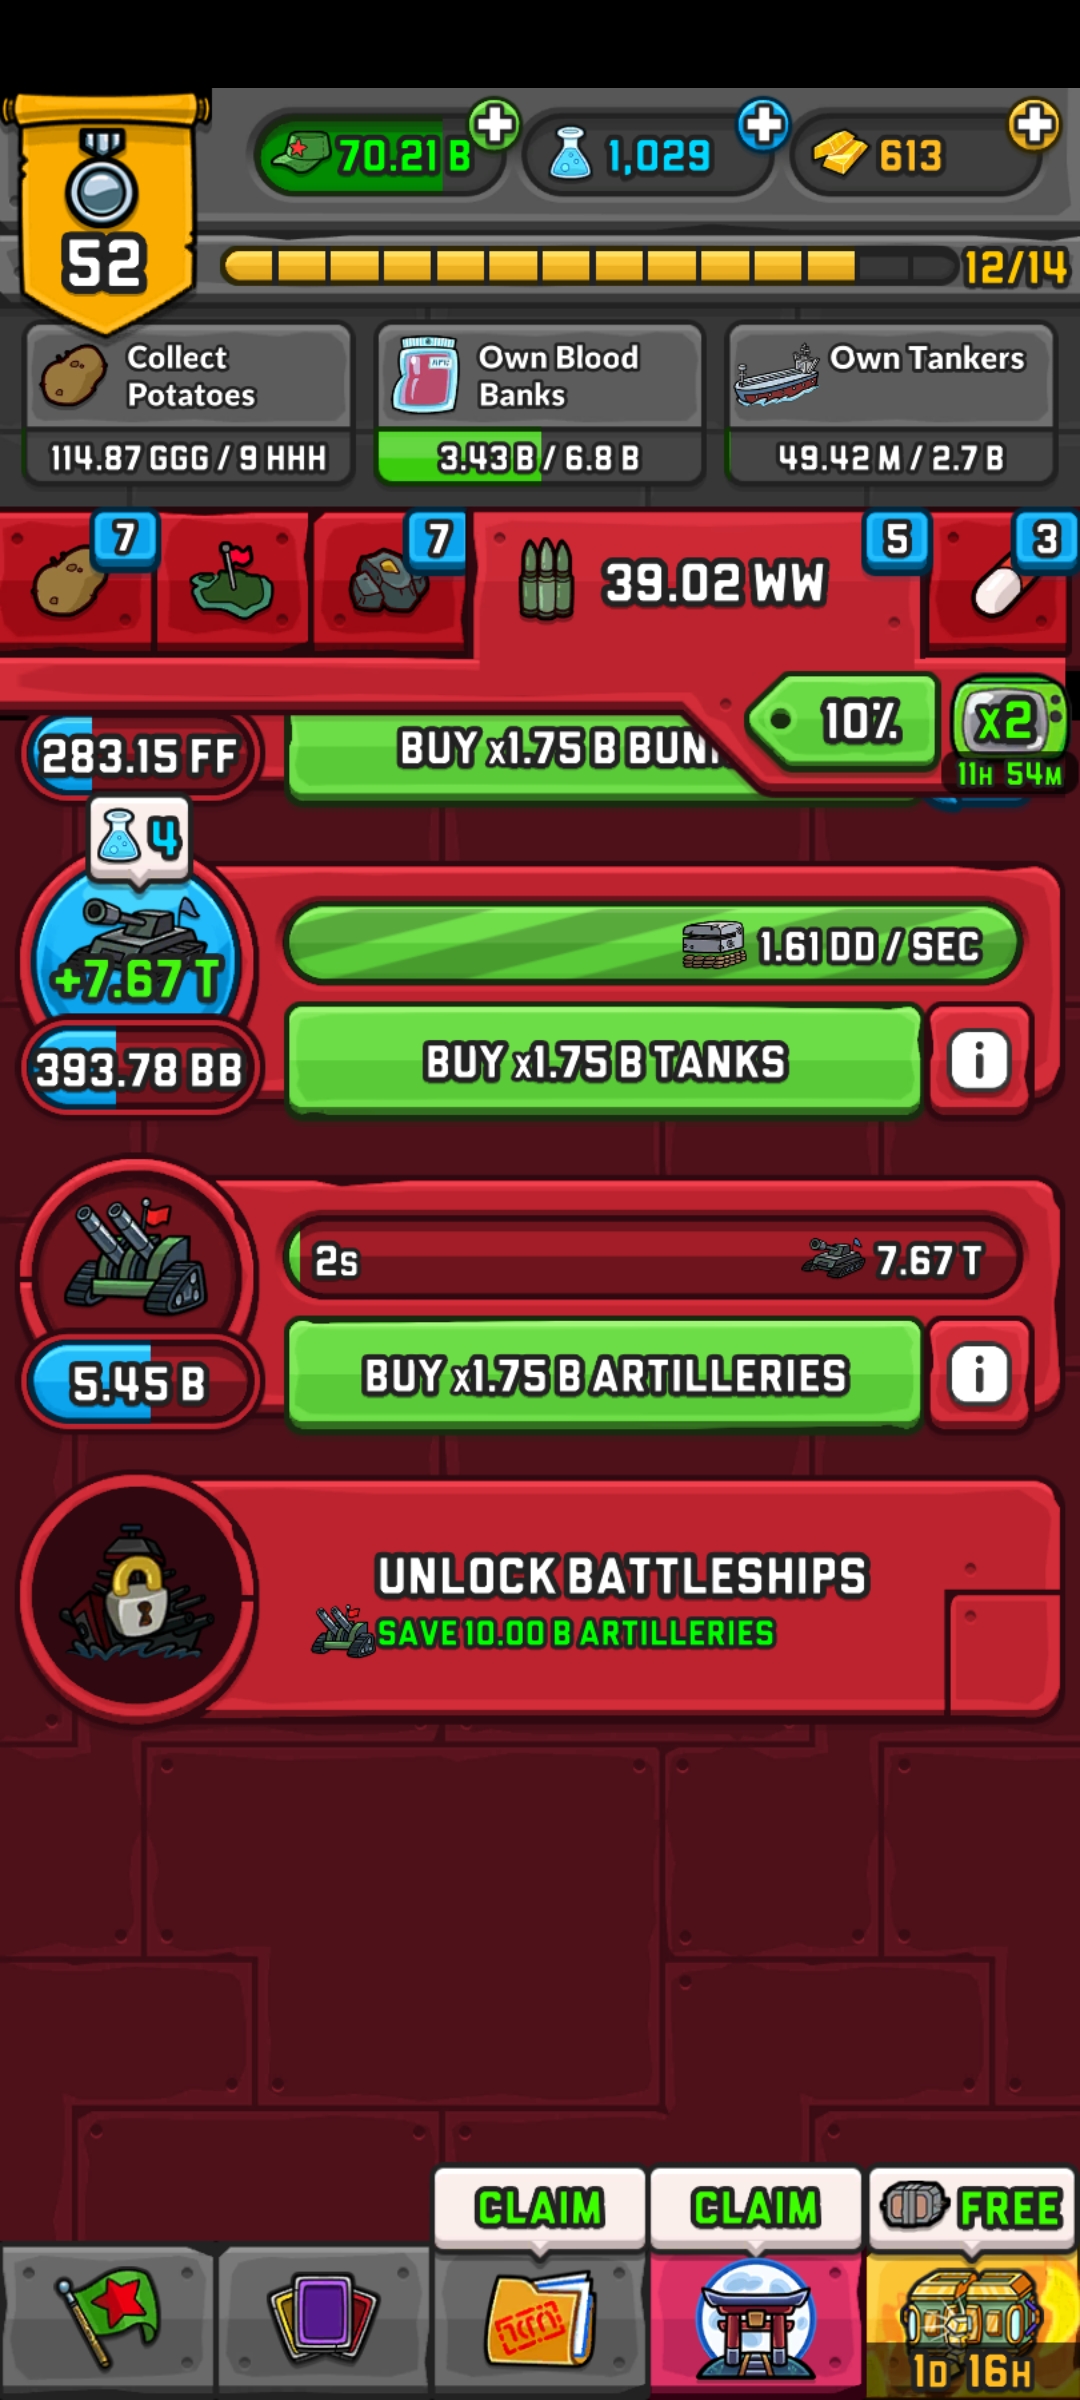 70.21 B
1,029
613
52
12/14
Collect
Potatoes
114.87 GGG / 9 HHH
Own Blood
Banks
3.43 B / 6.8 B
Own Tankers
49.42 M / 2.7 B
7
7
39.02 WW
5
3
10%
x2
11H 54M
283.15 FF
BUY x1.75 B BUN
4
+7.67 T
1.61 DD / SEC
393.78 BB
BUY x1.75 B TANKS
i
2s
7.67 T
5.45 B
BUY x1.75 B ARTILLERIES
i
UNLOCK BATTLESHIPS
SAVE 10.00 B ARTILLERIES
CLAIM
CLAIM
FREE
1D 16H